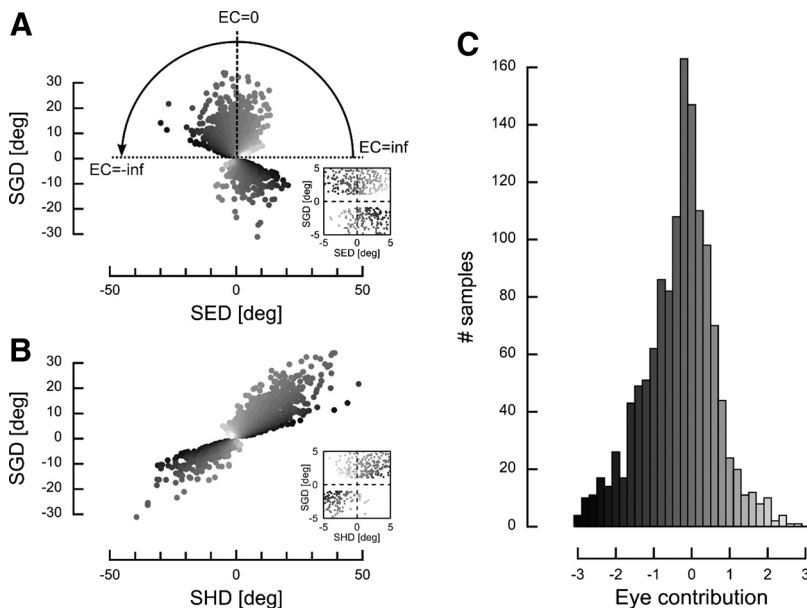 A
EC=0
SGD [deg]
30
20
10
0
-10
-20
-30
EC=-inf
EC=inf
SGD [deg]
5
0
-5
-5 0 5
SED [deg]
-50 0 50
SED [deg]
B
SGD [deg]
30
20
10
0
-10
-20
-30
SGD [deg]
5
0
-5
-5 0 5
SHD [deg]
-50 0 50
SHD [deg]
C
# samples
160
140
120
100
80
60
40
20
0
-3 -2 -1 0 1 2 3
Eye contribution